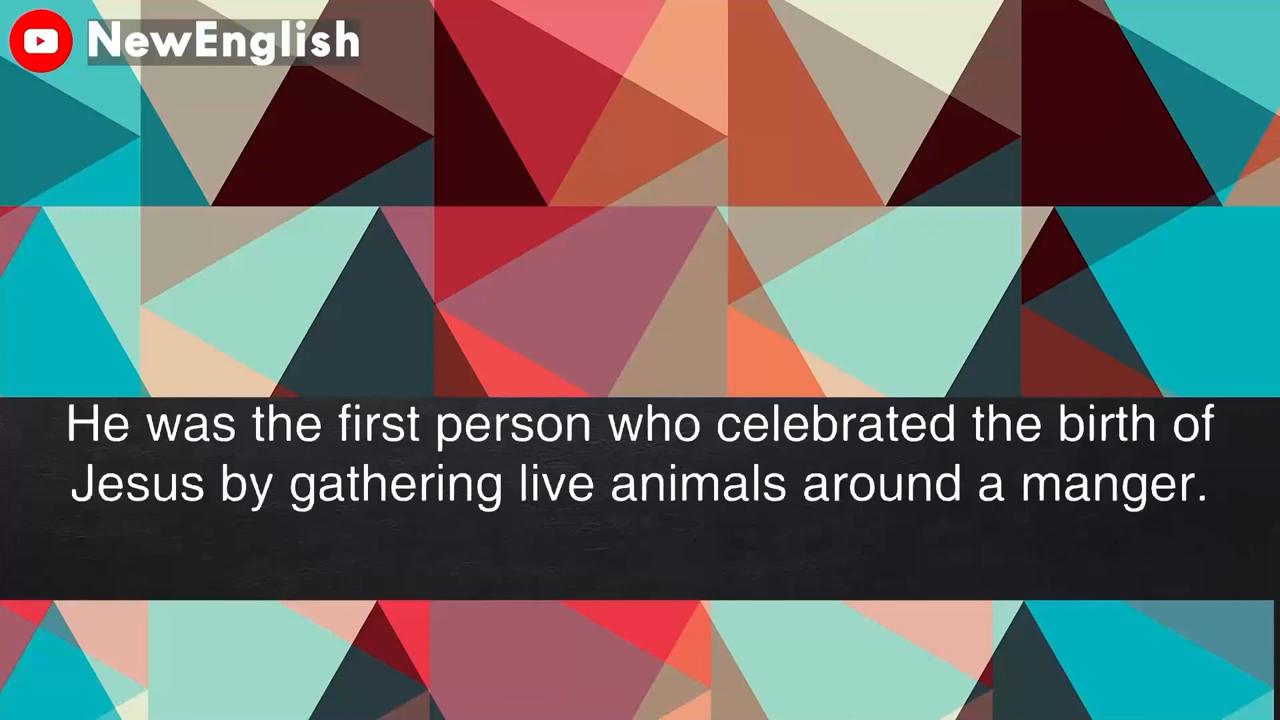 NewEnglish
He was the first person who celebrated the birth of
Jesus by gathering live animals around a manger.